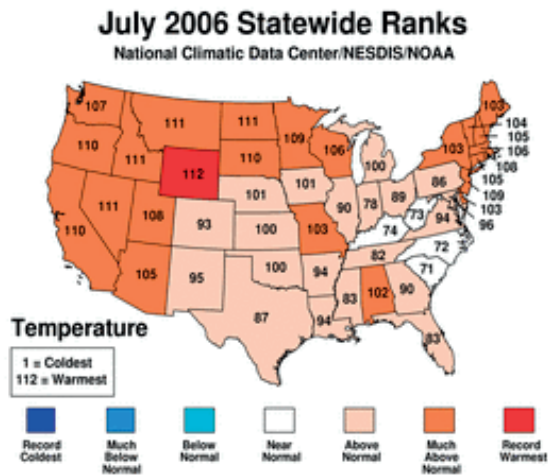 July 2006 Statewide Ranks
National Climatic Data Center/NESDIS/NOAA
107
111
111
109
103
110
111
110
106
103
104
105
106
108
105
109
103
96
112
100
111
108
101
101
86
110
93
90
78
89
73
94
100
103
74
72
105
95
100
94
82
71
87
94
83
102
90
83
Temperature
1 = Coldest
112 = Warmest
Record
Coldest
Much
Below
Normal
Below
Normal
Near
Normal
Above
Normal
Much
Above
Normal
Record
Warmest